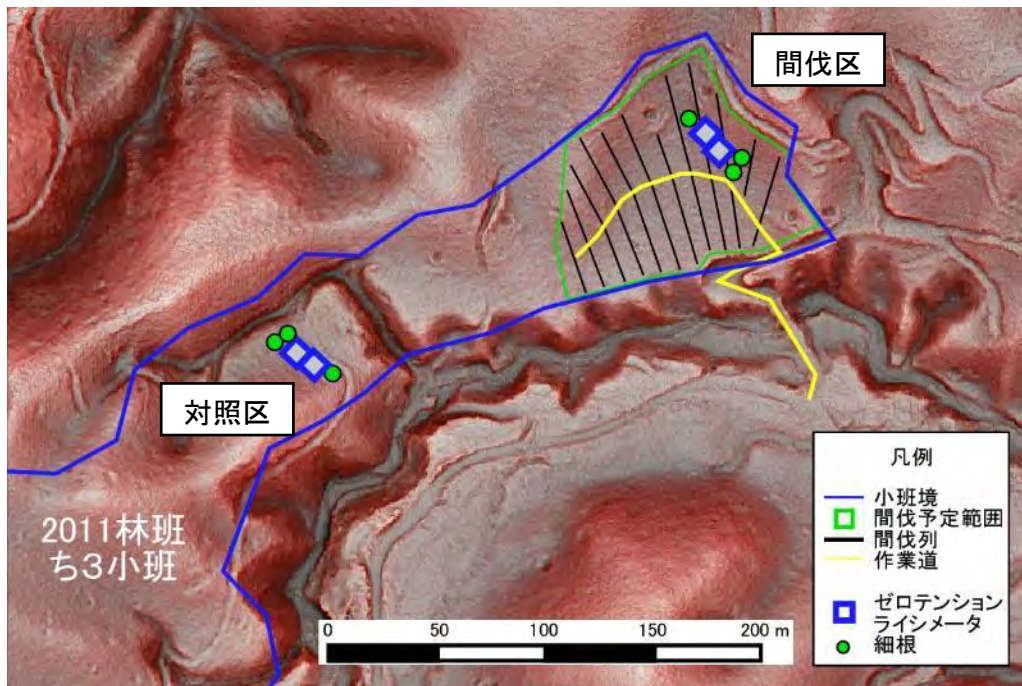 間伐区
対照区
2011林班
ち3小班
凡例
小班境
間伐予定範囲
間伐列
作業道
ゼロテンション
ライシメータ
細根
0 50 100 150 200 m